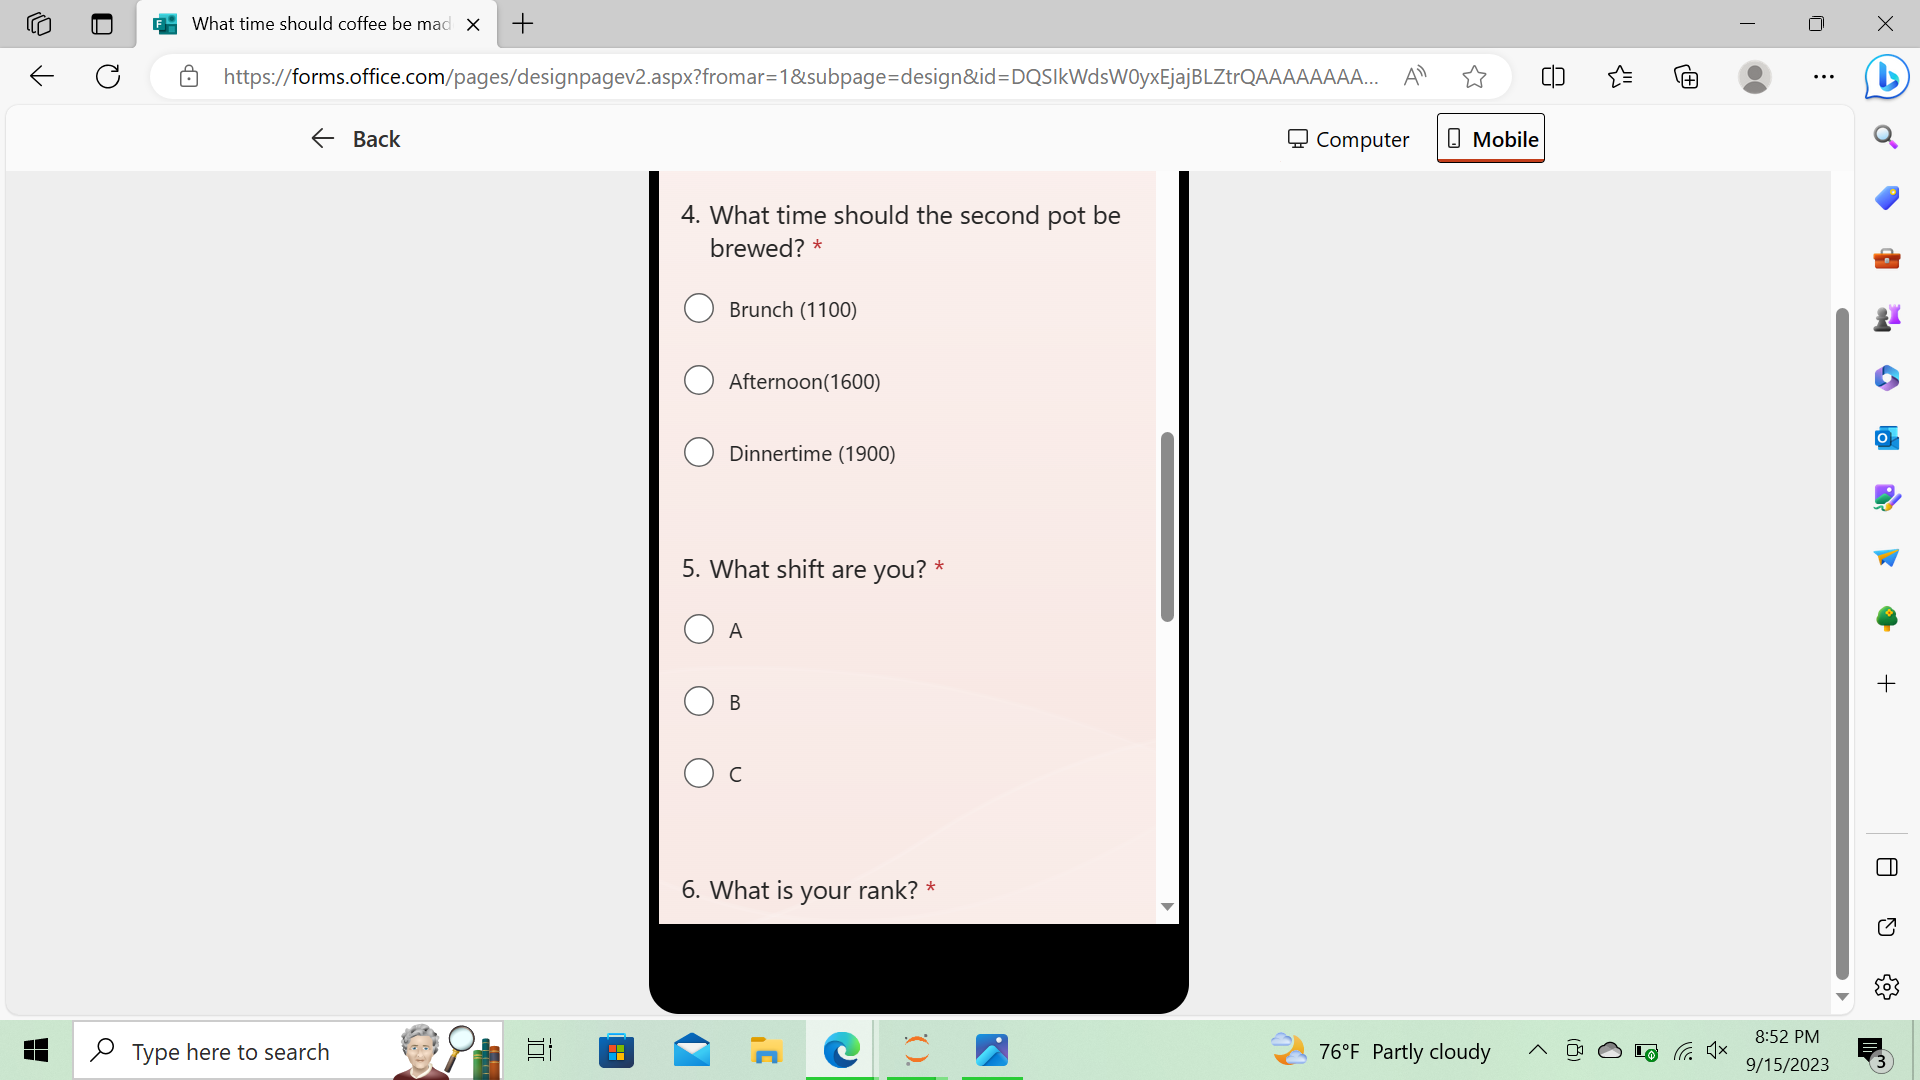 What time should coffee be mad
https://forms.office.com/pages/designpagev2.aspx?fromar=1&subpage=design&id=DQSIkWdsW0yxEjajBLZtrQAAAAAAAA...
Back
Computer
Mobile
4. What time should the second pot be
brewed? *
Brunch (1100)
Afternoon(1600)
Dinnertime (1900)
5. What shift are you? *
A
B
C
6. What is your rank? *
Type here to search
76°F Partly cloudy
8:52 PM
9/15/2023
3